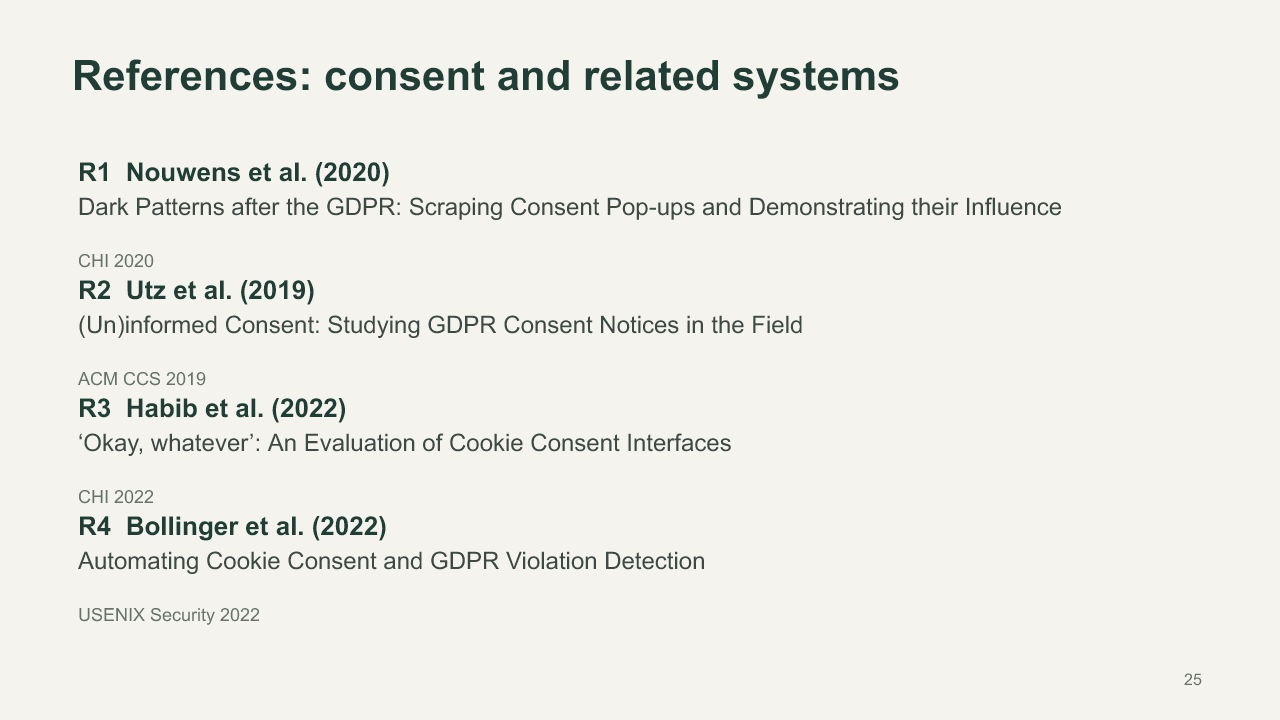 References: consent and related systems
R1 Nouwens et al. (2020)
Dark Patterns after the GDPR: Scraping Consent Pop-ups and Demonstrating their Influence
CHI 2020
R2 Utz et al. (2019)
(Un)informed Consent: Studying GDPR Consent Notices in the Field
ACM CCS 2019
R3 Habib et al. (2022)
‘Okay, whatever’: An Evaluation of Cookie Consent Interfaces
CHI 2022
R4 Bollinger et al. (2022)
Automating Cookie Consent and GDPR Violation Detection
USENIX Security 2022
25